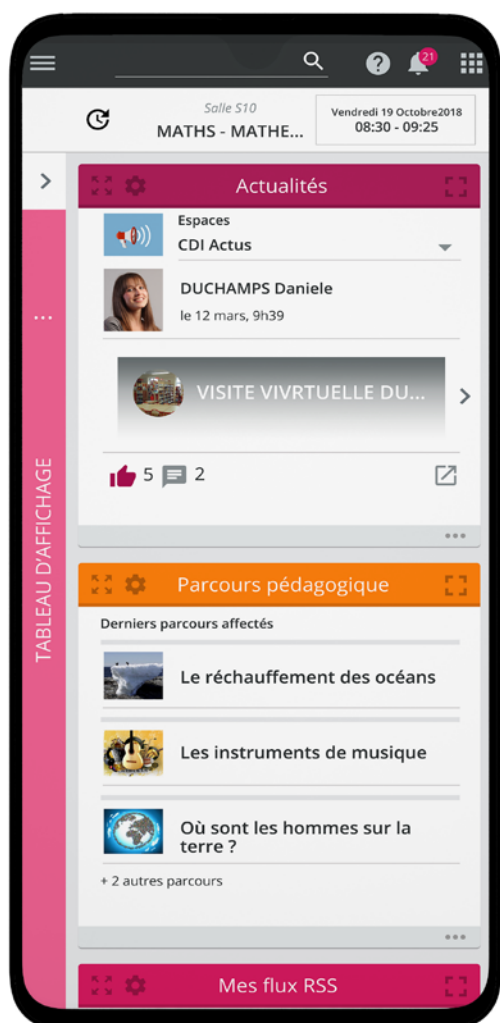 21
Salle S10
MATHS - MATHE...
Vendredi 19 Octobre2018
08:30 - 09:25
Actualités
Espaces
CDI Actus
DUCHAMPS Daniele
le 12 mars, 9h39
VISITE VIVRTUELLE DU...
5
2
TABLEAU D'AFFICHAGE
Parcours pédagogique
Derniers parcours affectés
Le réchauffement des océans
Les instruments de musique
Où sont les hommes sur la
terre ?
+ 2 autres parcours
Mes flux RSS